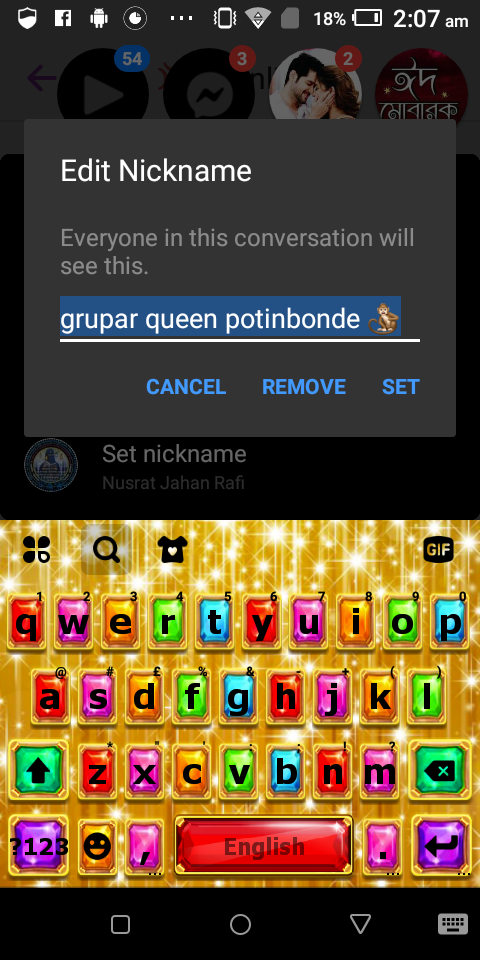 18% 2:07 am
54 3 2
ঈদ
মোবারক
Edit Nickname
Everyone in this conversation will
see this.
grupar queen potinbonde 🐒
CANCEL REMOVE SET
Set nickname
Nusrat Jahan Rafi
GIF
1 2 3 4 5 6 7 8 9 0
q w e r t y u i o p
@ # £ % & - + ( )
a s d f g h j k l
* " ' : ; ! ?
z x c v b n m
?123 , English .